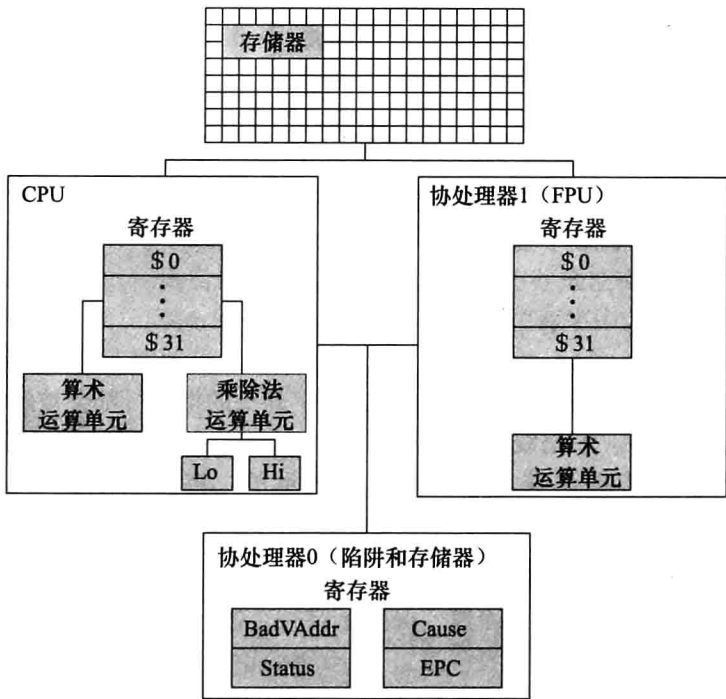 存储器
CPU
寄存器
$0
$31
算术
运算单元
乘除法
运算单元
Lo
Hi
协处理器1（FPU）
寄存器
$0
$31
算术
运算单元
协处理器0（陷阱和存储器）
寄存器
BadVAddr
Cause
Status
EPC